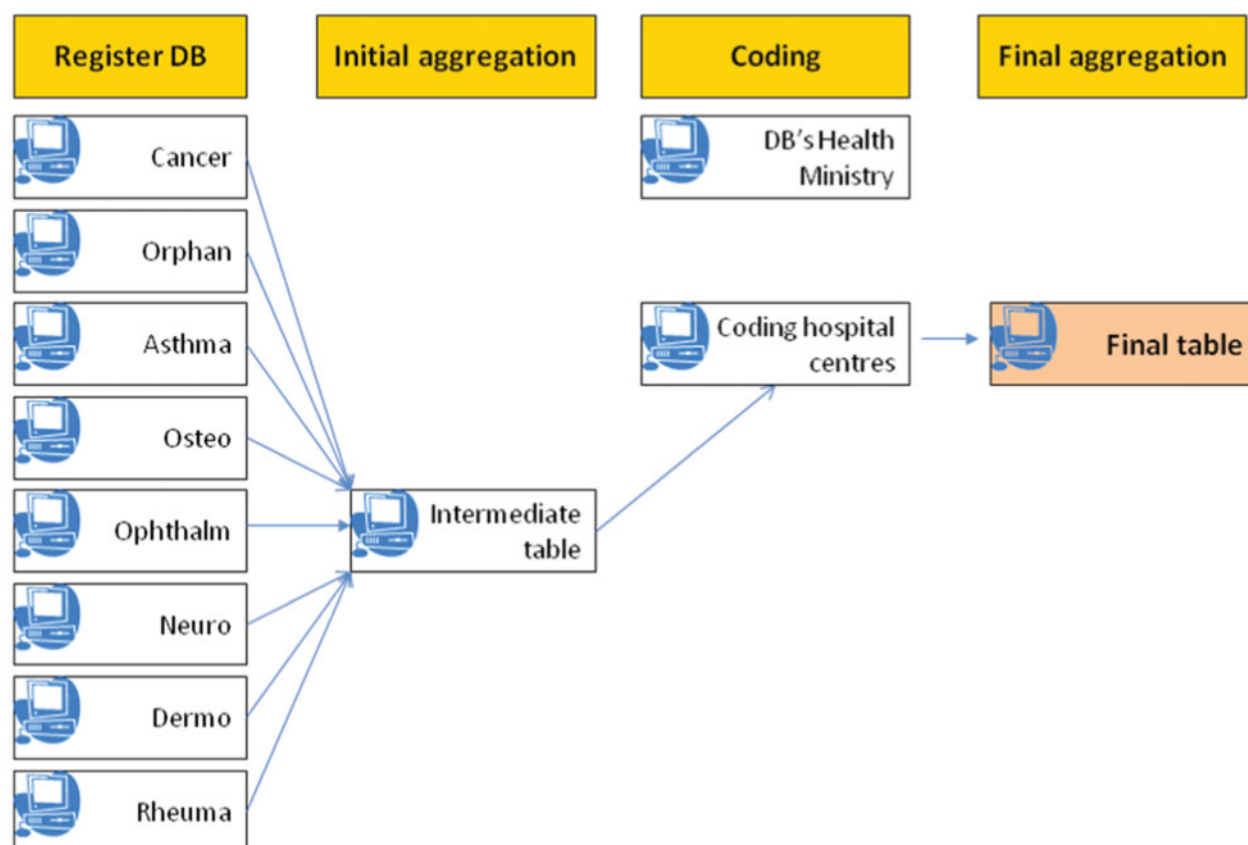 Register DB
Initial aggregation
Coding
Final aggregation
Cancer
Orphan
Asthma
Osteo
Ophthalm
Neuro
Dermo
Rheuma
Intermediate
table
DB's Health
Ministry
Coding hospital
centres
Final table